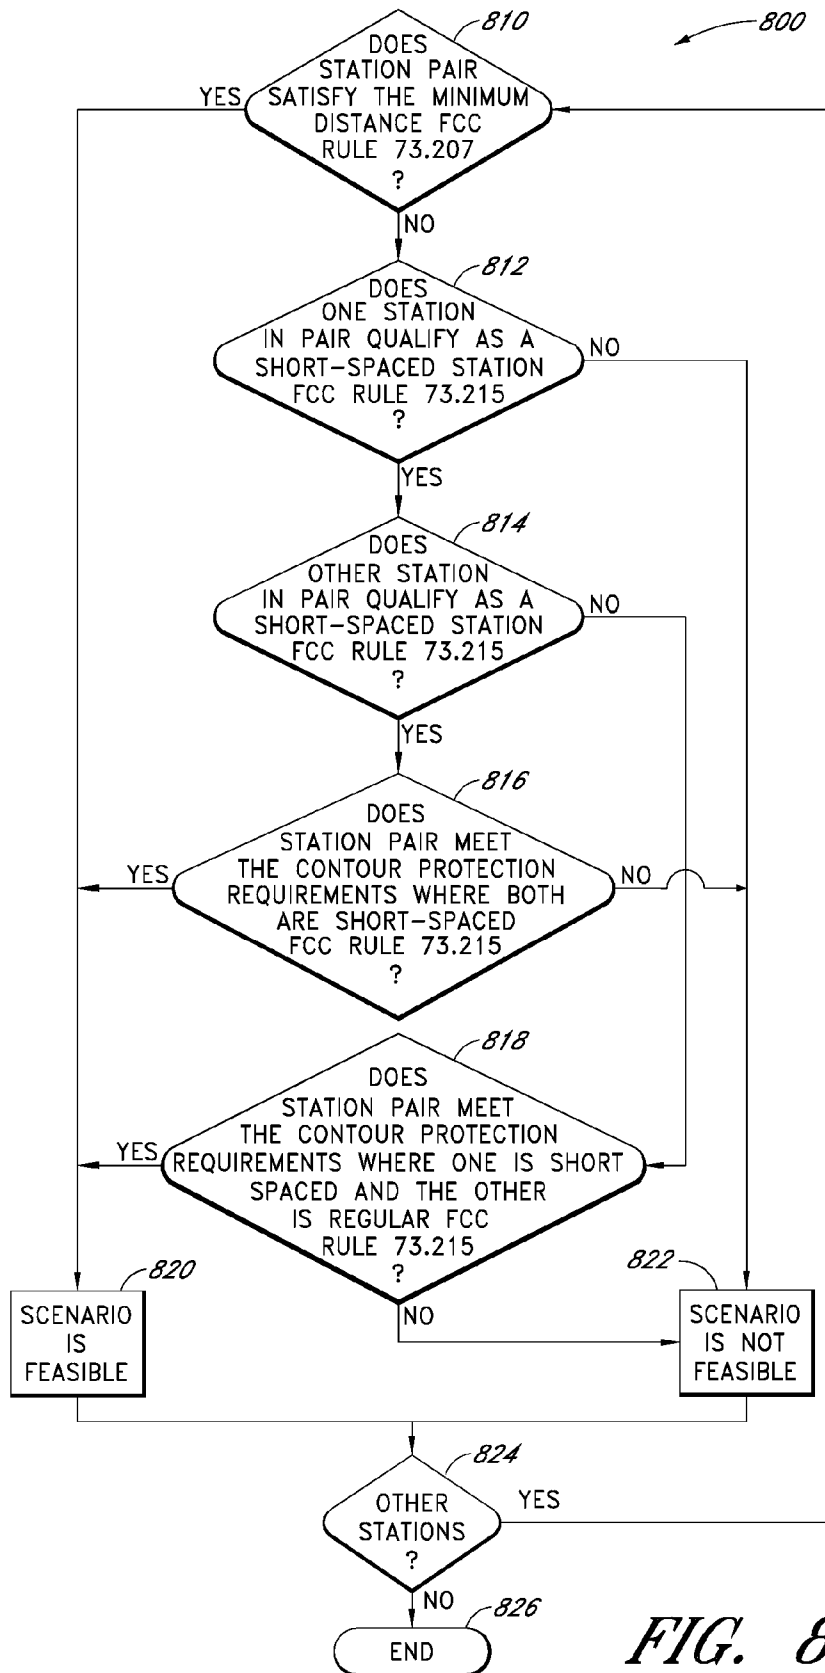 810
800
DOES
STATION PAIR
SATISFY THE MINIMUM
DISTANCE FCC
RULE 73.207
?
YES
NO
812
DOES
ONE STATION
IN PAIR QUALIFY AS A
SHORT-SPACED STATION
FCC RULE 73.215
?
NO
YES
814
DOES
OTHER STATION
IN PAIR QUALIFY AS A
SHORT-SPACED STATION
FCC RULE 73.215
?
NO
YES
816
DOES
STATION PAIR MEET
THE CONTOUR PROTECTION
REQUIREMENTS WHERE BOTH
ARE SHORT-SPACED
FCC RULE 73.215
?
YES
NO
818
DOES
STATION PAIR MEET
THE CONTOUR PROTECTION
REQUIREMENTS WHERE ONE IS SHORT
SPACED AND THE OTHER
IS REGULAR FCC
RULE 73.215
?
YES
NO
820
SCENARIO
IS
FEASIBLE
822
SCENARIO
IS NOT
FEASIBLE
824
OTHER
STATIONS
?
YES
NO
826
END
FIG. 8